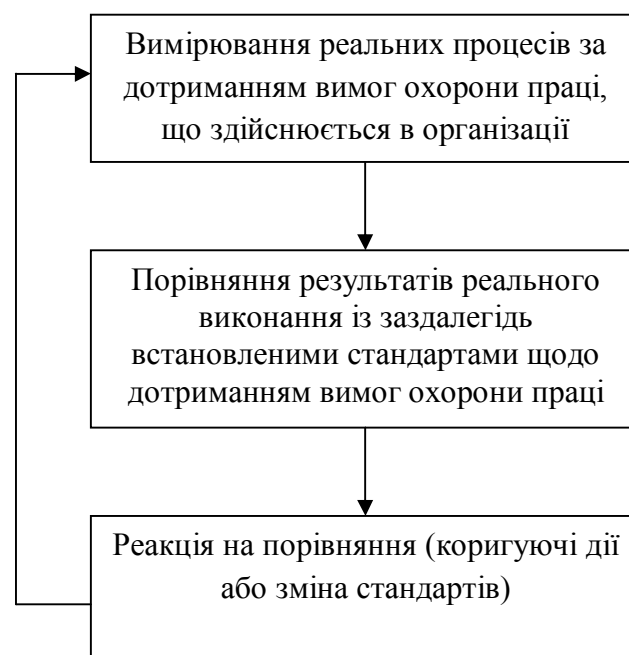 Вимірювання реальних процесів за
дотриманням вимог охорони праці,
що здійснюється в організації
Порівняння результатів реального
виконання із заздалегідь
встановленими стандартами щодо
дотриманням вимог охорони праці
Реакція на порівняння (коригуючі дії
або зміна стандартів)